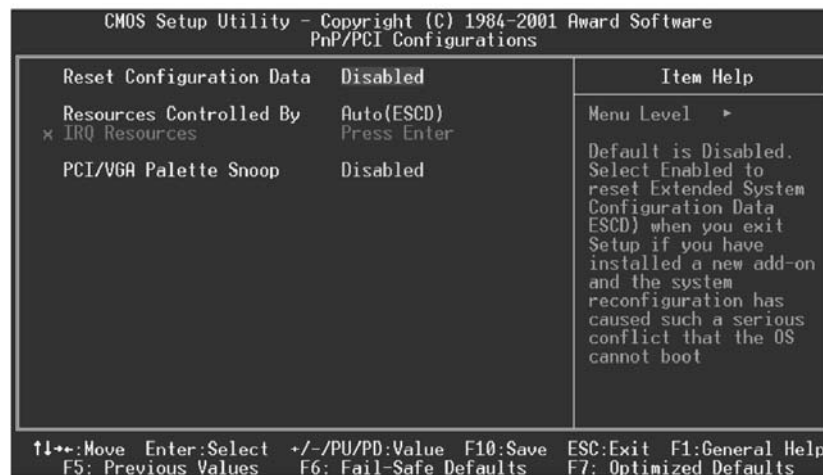 CMOS Setup Utility - Copyright (C) 1984-2001 Award Software
PnP/PCI Configurations
Reset Configuration Data Disabled
Resources Controlled By Auto(ESCD)
x IRQ Resources Press Enter
PCI/VGA Palette Snoop Disabled
Item Help
Menu Level ►
Default is Disabled.
Select Enabled to
reset Extended System
Configuration Data
ESCD) when you exit
Setup if you have
installed a new add-on
and the system
reconfiguration has
caused such a serious
conflict that the OS
cannot boot
↑↓→←:Move Enter:Select +/-/PU/PD:Value F10:Save ESC:Exit F1:General Help
F5: Previous Values F6: Fail-Safe Defaults F7: Optimized Defaults